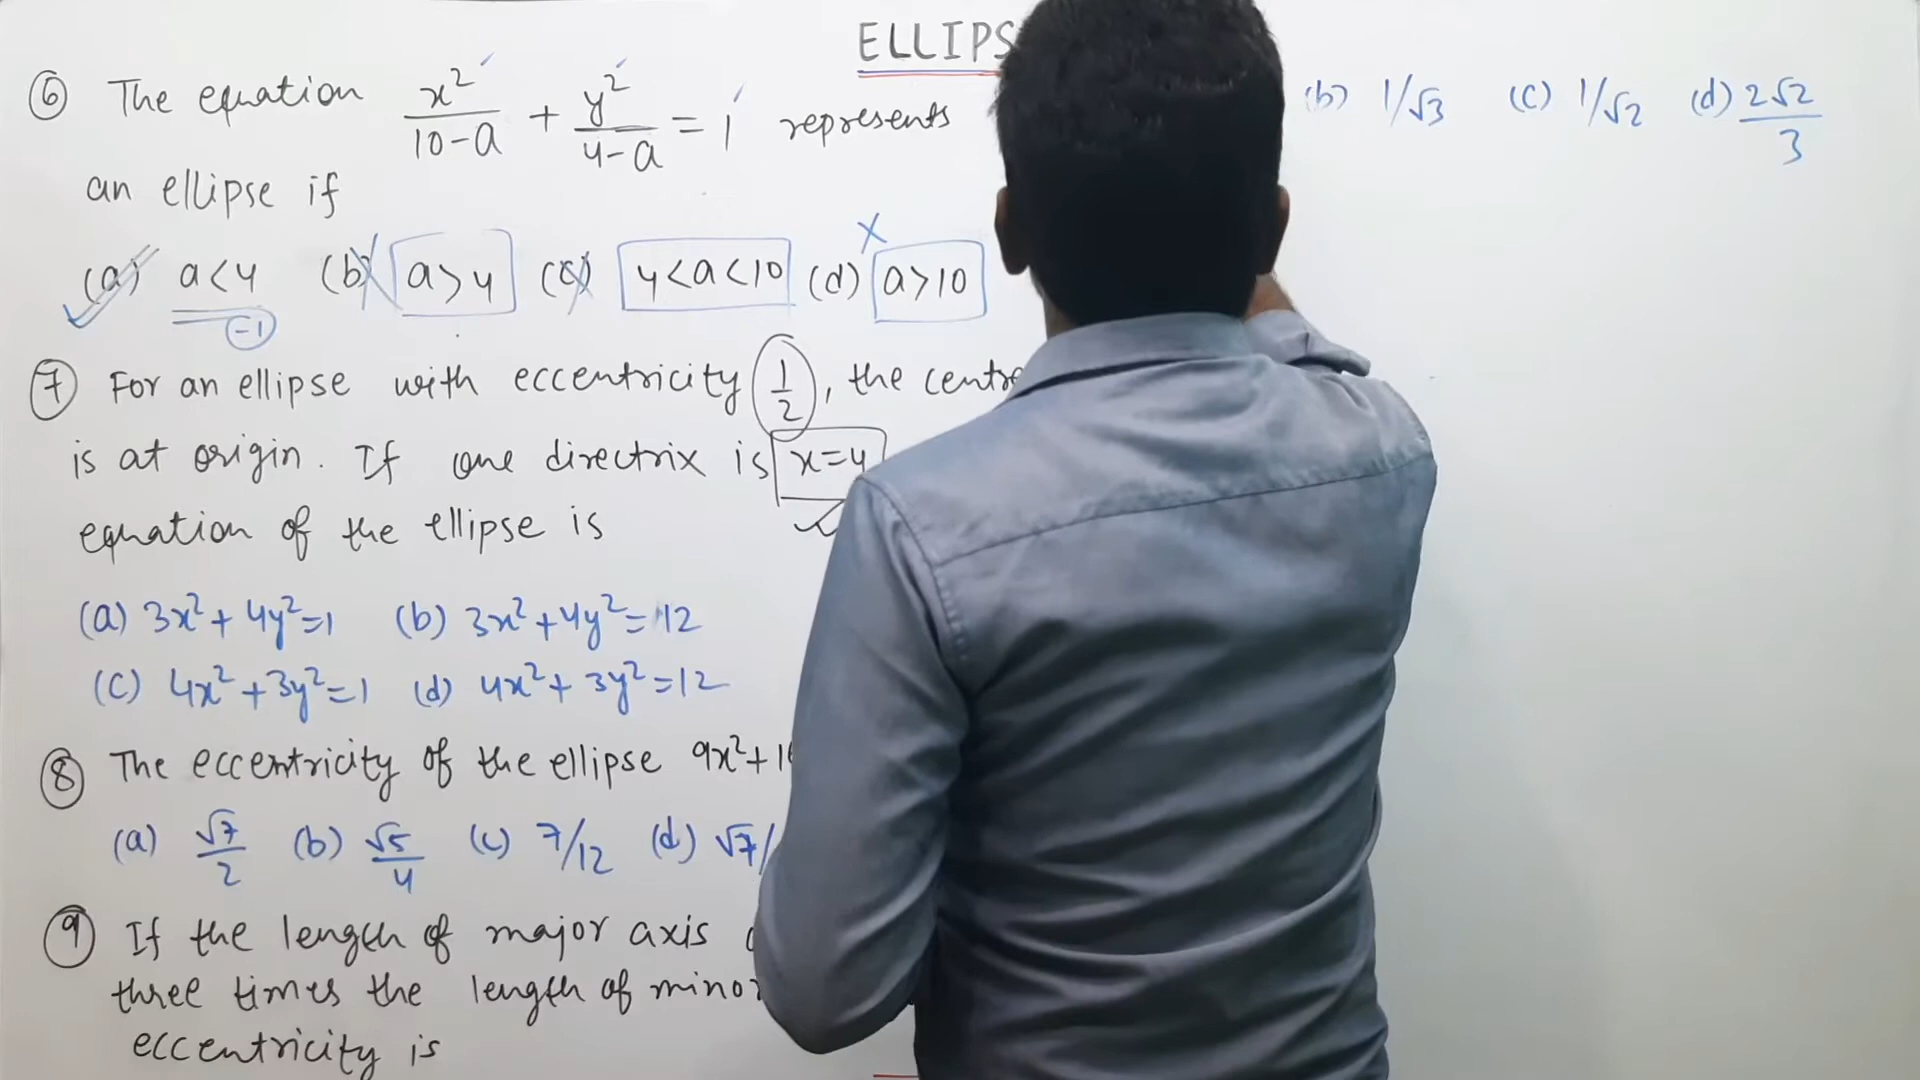 ELLIPS
⑥ The equation x²/10-a + y²/4-a = 1 represents
an ellipse if
(a) a<4 (b) a>4 (c) 4<a<10 (d) a>10
-1
⑦ For an ellipse with eccentricity 1/2, the centre
is at origin. If one directrix is x=4
equation of the ellipse is
(a) 3x²+4y²=1 (b) 3x²+4y²=12
(c) 4x²+3y²=1 (d) 4x²+3y²=12
⑧ The eccentricity of the ellipse 9x²+1
(a) √7/2 (b) √5/4 (c) 7/12 (d) √7/
⑨ If the length of major axis
three times the length of minor
eccentricity is
(b) 1/√3 (c) 1/√2 (d) 2√2/3